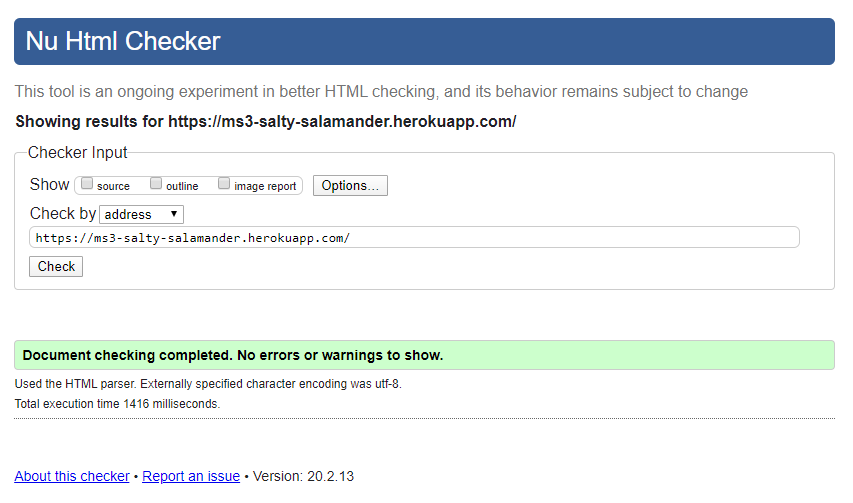 Nu Html Checker
This tool is an ongoing experiment in better HTML checking, and its behavior remains subject to change
Showing results for https://ms3-salty-salamander.herokuapp.com/
Checker Input
Show source outline image report Options...
Check by address
https://ms3-salty-salamander.herokuapp.com/
Check
Document checking completed. No errors or warnings to show.
Used the HTML parser. Externally specified character encoding was utf-8.
Total execution time 1416 milliseconds.
About this checker • Report an issue • Version: 20.2.13